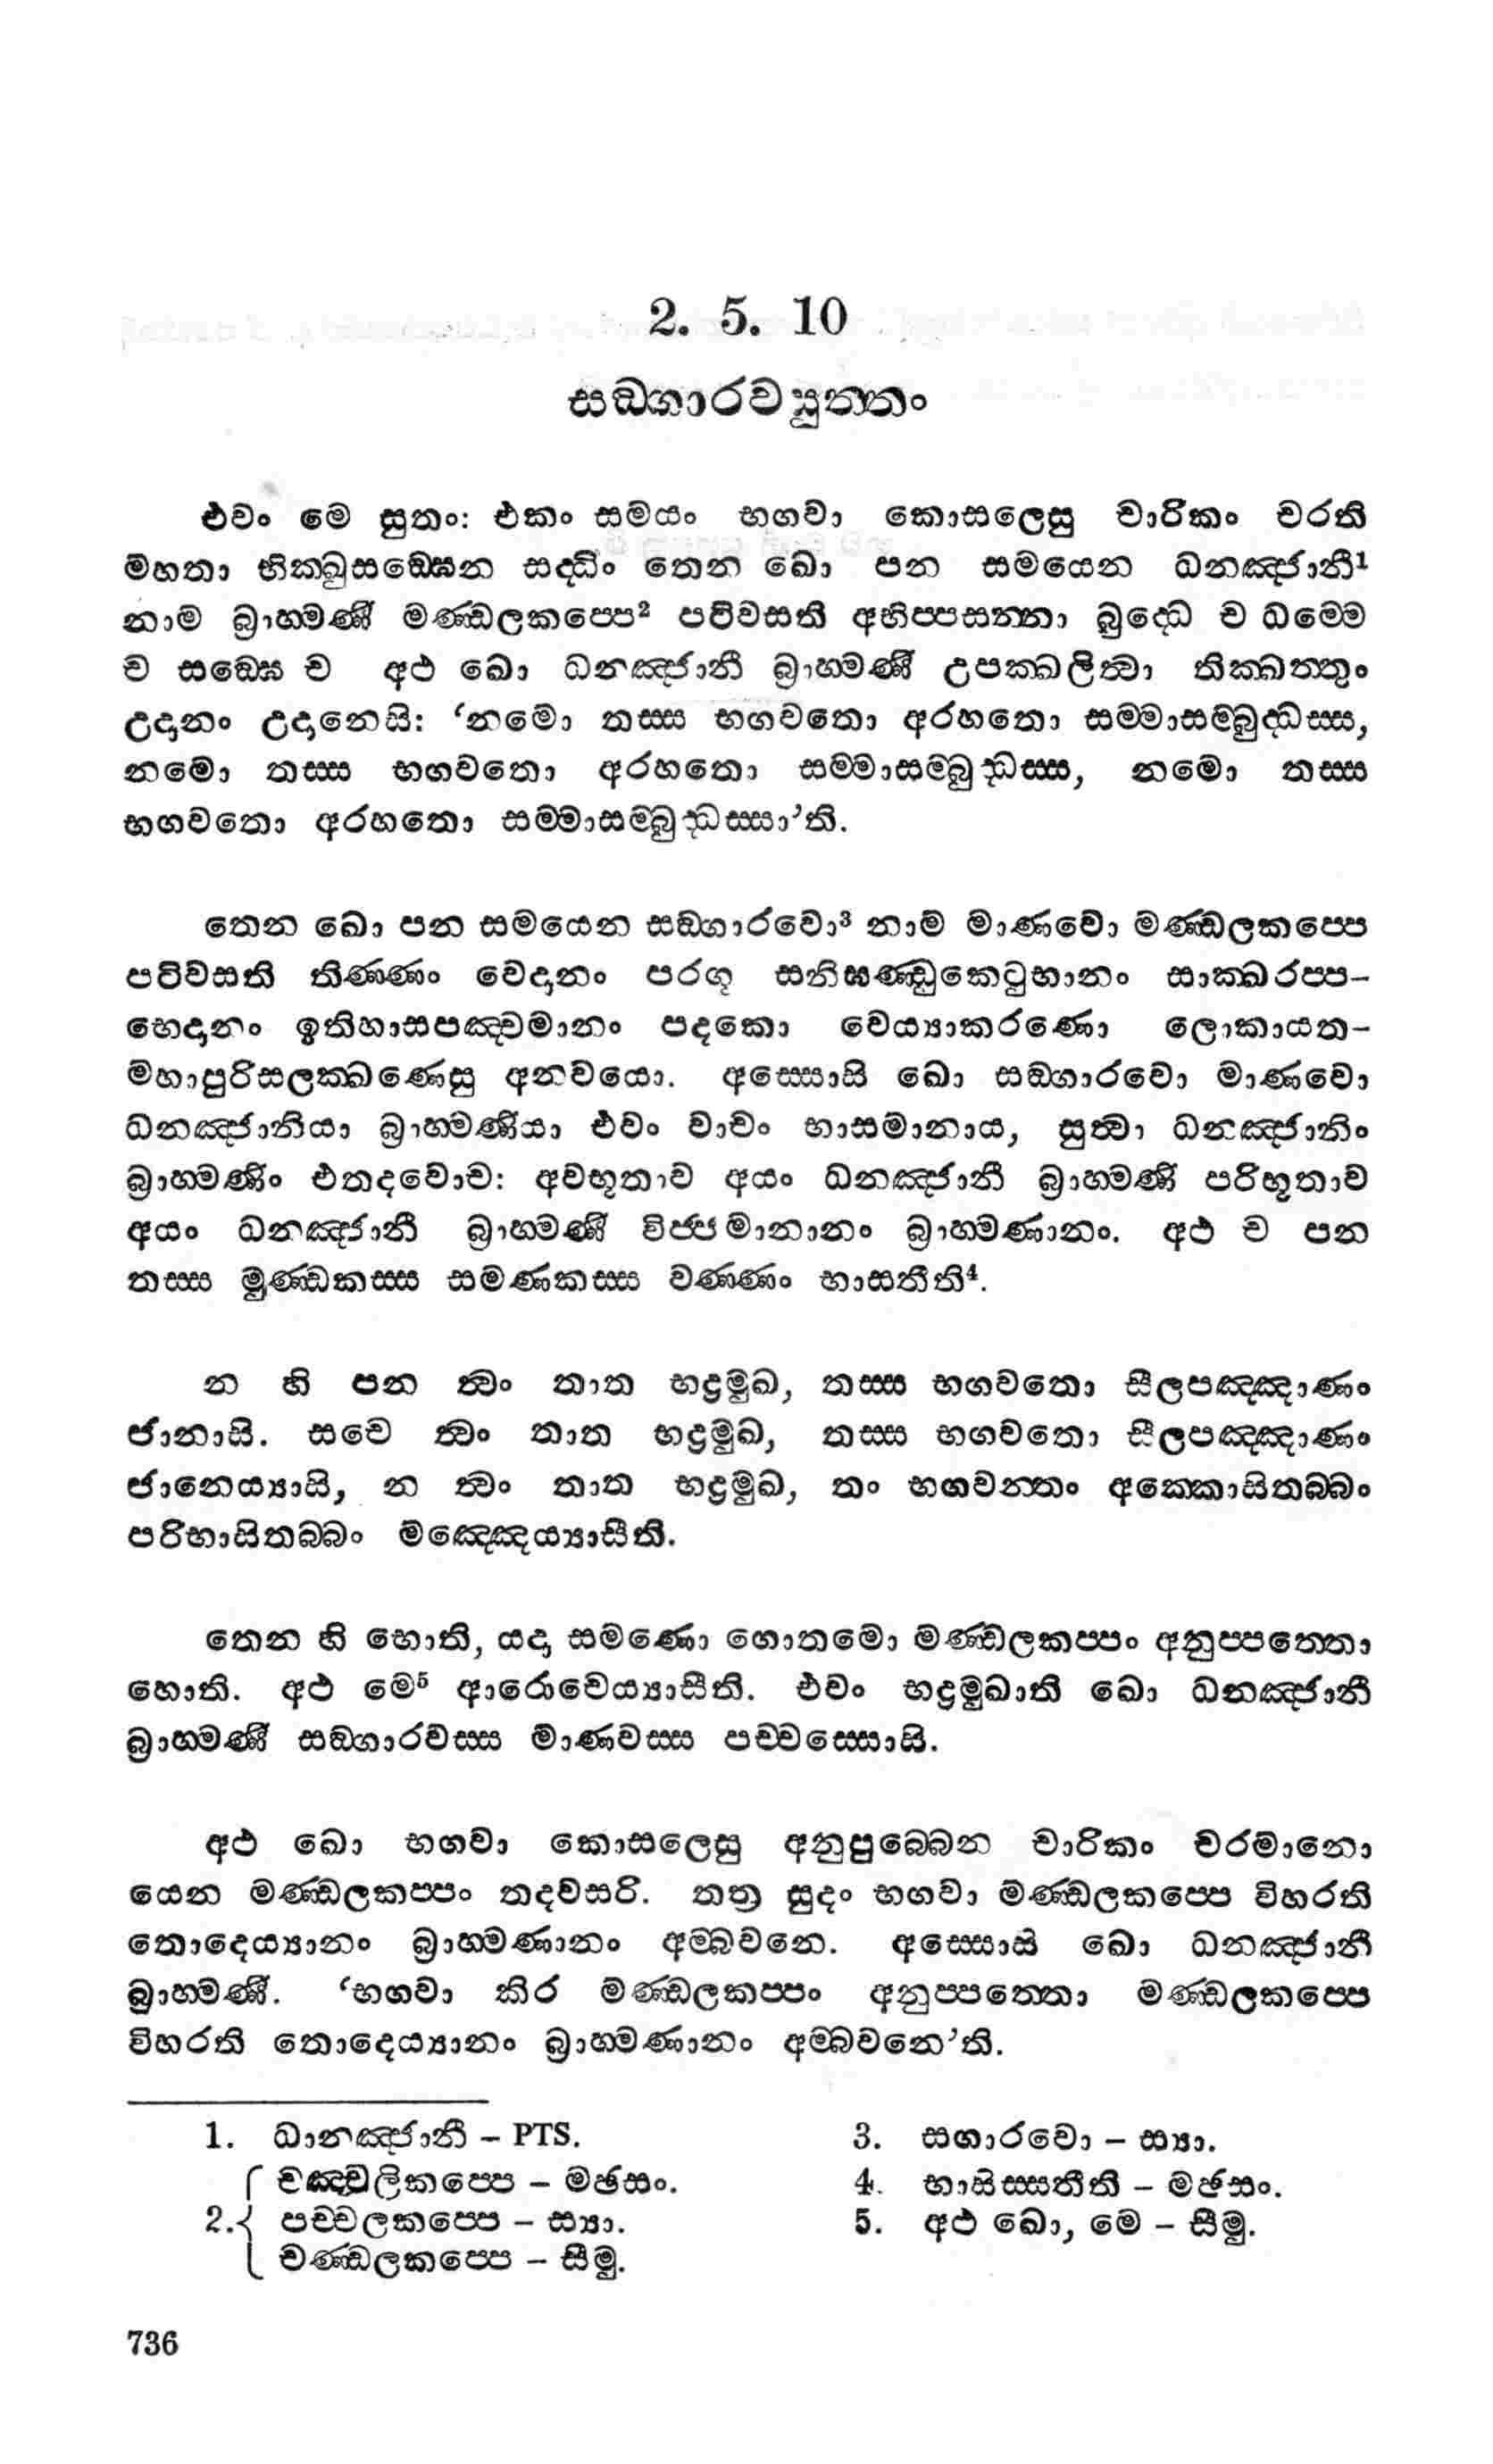 2. 5. 10
සඞ්ගාරවසුත්තං
එවං මෙ සුතං: එකං සමයං භගවා කොසලෙසු චාරිකං චරති
මහතා භික්ඛුසඞ්ඝෙන සද්ධිං තෙන ඛො පන සමයෙන ධනඤ්ජානී¹
නාම බ්‍රාහ්මණී මණ්ඩලකප්පෙ² පටිවසති අභිප්පසන්නා බුද්ධෙ ච ධම්මෙ
ච සඞ්ඝෙ ච අථ ඛො ධනඤ්ජානී බ්‍රාහ්මණී උපක්ඛලිත්වා තික්ඛත්තුං
උදානං උදානෙසි: ‘නමො තස්ස භගවතො අරහතො සම්මාසම්බුද්ධස්ස,
නමො තස්ස භගවතො අරහතො සම්මාසම්බුද්ධස්ස, නමො තස්ස
භගවතො අරහතො සම්මාසම්බුද්ධස්සා’ති.
තෙන ඛො පන සමයෙන සඞ්ගාරවො³ නාම මාණවො මණ්ඩලකප්පෙ
පටිවසති තිණ්ණං වෙදානං පරගූ සනිඝණ්ඩුකෙටුභානං සාක්ඛරප්ප-
භෙදානං ඉතිහාසපඤ්චමානං පදකො වෙය්‍යාකරණො ලොකායත-
මහාපුරිසලක්ඛණෙසු අනවයො. අස්සොසි ඛො සඞ්ගාරවො මාණවො
ධනඤ්ජානියා බ්‍රාහ්මණියා එවං වාචං භාසමානාය, සුත්වා ධනඤ්ජානිං
බ්‍රාහ්මණිං එතදවොච: අවභූතාව අයං ධනඤ්ජානී බ්‍රාහ්මණී පරිභූතාව
අයං ධනඤ්ජානී බ්‍රාහ්මණී විජ්ජමානානං බ්‍රාහ්මණානං. අථ ච පන
තස්ස මුණ්ඩකස්ස සමණකස්ස වණ්ණං භාසතීති⁴.
න හි පන ත්වං තාත භද්‍රමුඛ, තස්ස භගවතො සීලපඤ්ඤාණං
ජානාසි. සචෙ ත්වං තාත භද්‍රමුඛ, තස්ස භගවතො සීලපඤ්ඤාණං
ජානෙය්‍යාසි, න ත්වං තාත භද්‍රමුඛ, තං භගවන්තං අක්කොසිතබ්බං
පරිභාසිතබ්බං මඤ්ඤෙය්‍යාසීති.
තෙන හි භොති, යදා සමණො ගොතමො මණ්ඩලකප්පං අනුප්පත්තො
හොති. අථ මෙ⁵ ආරොචෙය්‍යාසීති. එවං භද්‍රමුඛාති ඛො ධනඤ්ජානී
බ්‍රාහ්මණී සඞ්ගාරවස්ස මාණවස්ස පච්චස්සොසි.
අථ ඛො භගවා කොසලෙසු අනුපුබ්බෙන චාරිකං චරමානො
යෙන මණ්ඩලකප්පං තදවසරි. තත්‍ර සුදං භගවා මණ්ඩලකප්පෙ විහරති
තොදෙය්‍යානං බ්‍රාහ්මණානං අම්බවනෙ. අස්සොසි ඛො ධනඤ්ජානී
බ්‍රාහ්මණී. ‘භගවා කිර මණ්ඩලකප්පං අනුප්පත්තො මණ්ඩලකප්පෙ
විහරති තොදෙය්‍යානං බ්‍රාහ්මණානං අම්බවනෙ’ති.
1. ධානඤ්ජානී – PTS.
2. { චඤ්චලිකප්පෙ – මඡසං.
පච්චලකප්පෙ – ස්‍යා.
චණ්ඩලකප්පෙ – සීමු.
3. සගාරවො – ස්‍යා.
4. භාසිස්සතීති – මඡසං.
5. අථ ඛො, මෙ – සීමු.
736